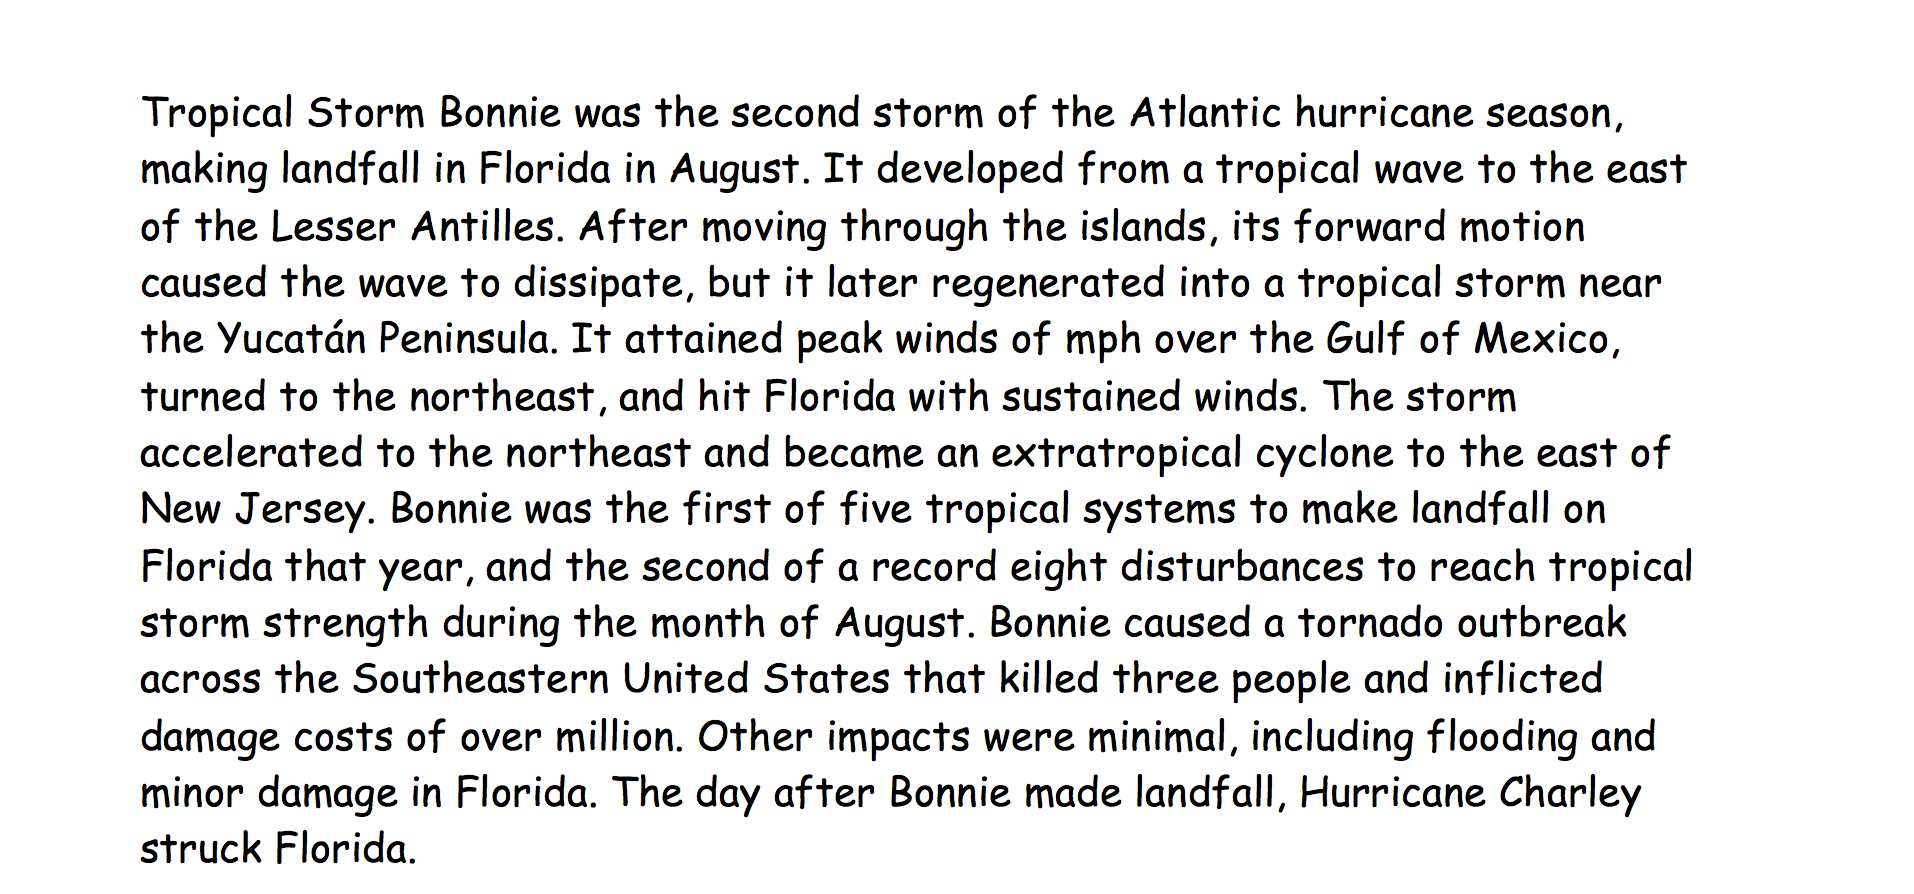 Tropical Storm Bonnie was the second storm of the Atlantic hurricane season,
making landfall in Florida in August. It developed from a tropical wave to the east
of the Lesser Antilles. After moving through the islands, its forward motion
caused the wave to dissipate, but it later regenerated into a tropical storm near
the Yucatán Peninsula. It attained peak winds of mph over the Gulf of Mexico,
turned to the northeast, and hit Florida with sustained winds. The storm
accelerated to the northeast and became an extratropical cyclone to the east of
New Jersey. Bonnie was the first of five tropical systems to make landfall on
Florida that year, and the second of a record eight disturbances to reach tropical
storm strength during the month of August. Bonnie caused a tornado outbreak
across the Southeastern United States that killed three people and inflicted
damage costs of over million. Other impacts were minimal, including flooding and
minor damage in Florida. The day after Bonnie made landfall, Hurricane Charley
struck Florida.